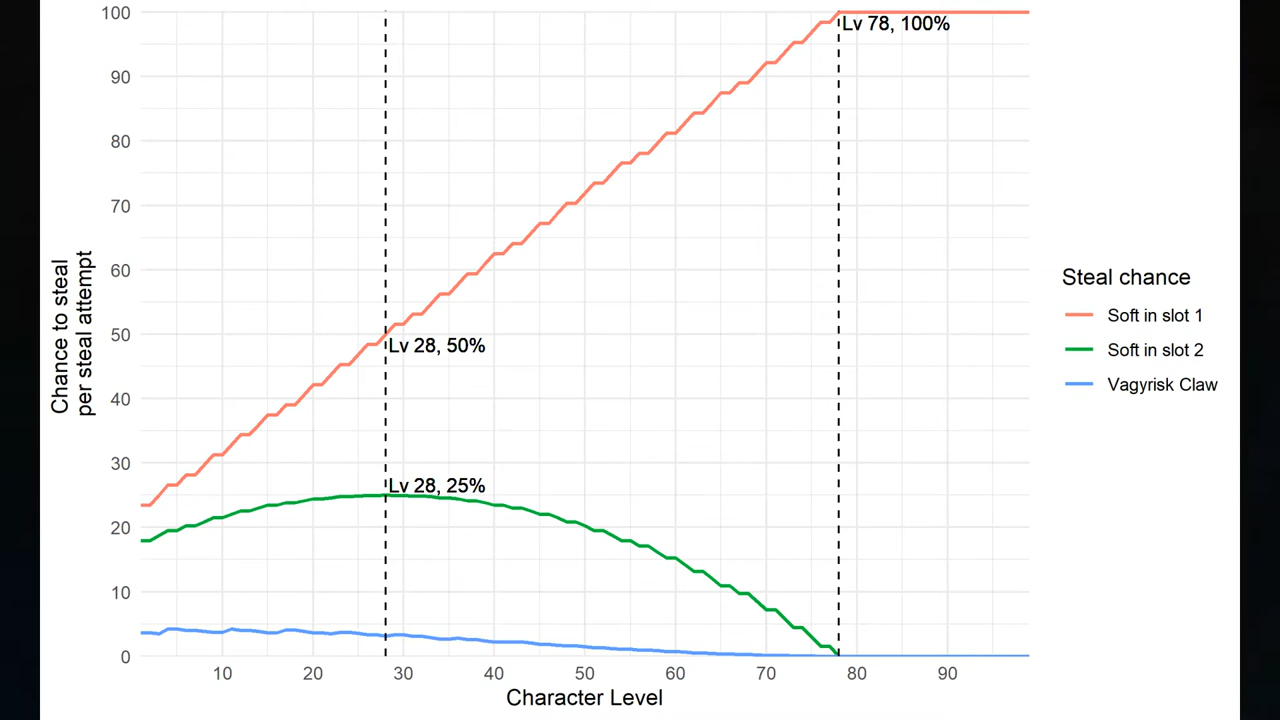 100
Lv 78, 100%
90
80
70
60
50
Lv 28, 50%
40
30
Lv 28, 25%
20
10
0
10 20 30 40 50 60 70 80 90
Character Level
Chance to steal
per steal attempt
Steal chance
Soft in slot 1
Soft in slot 2
Vagyrisk Claw